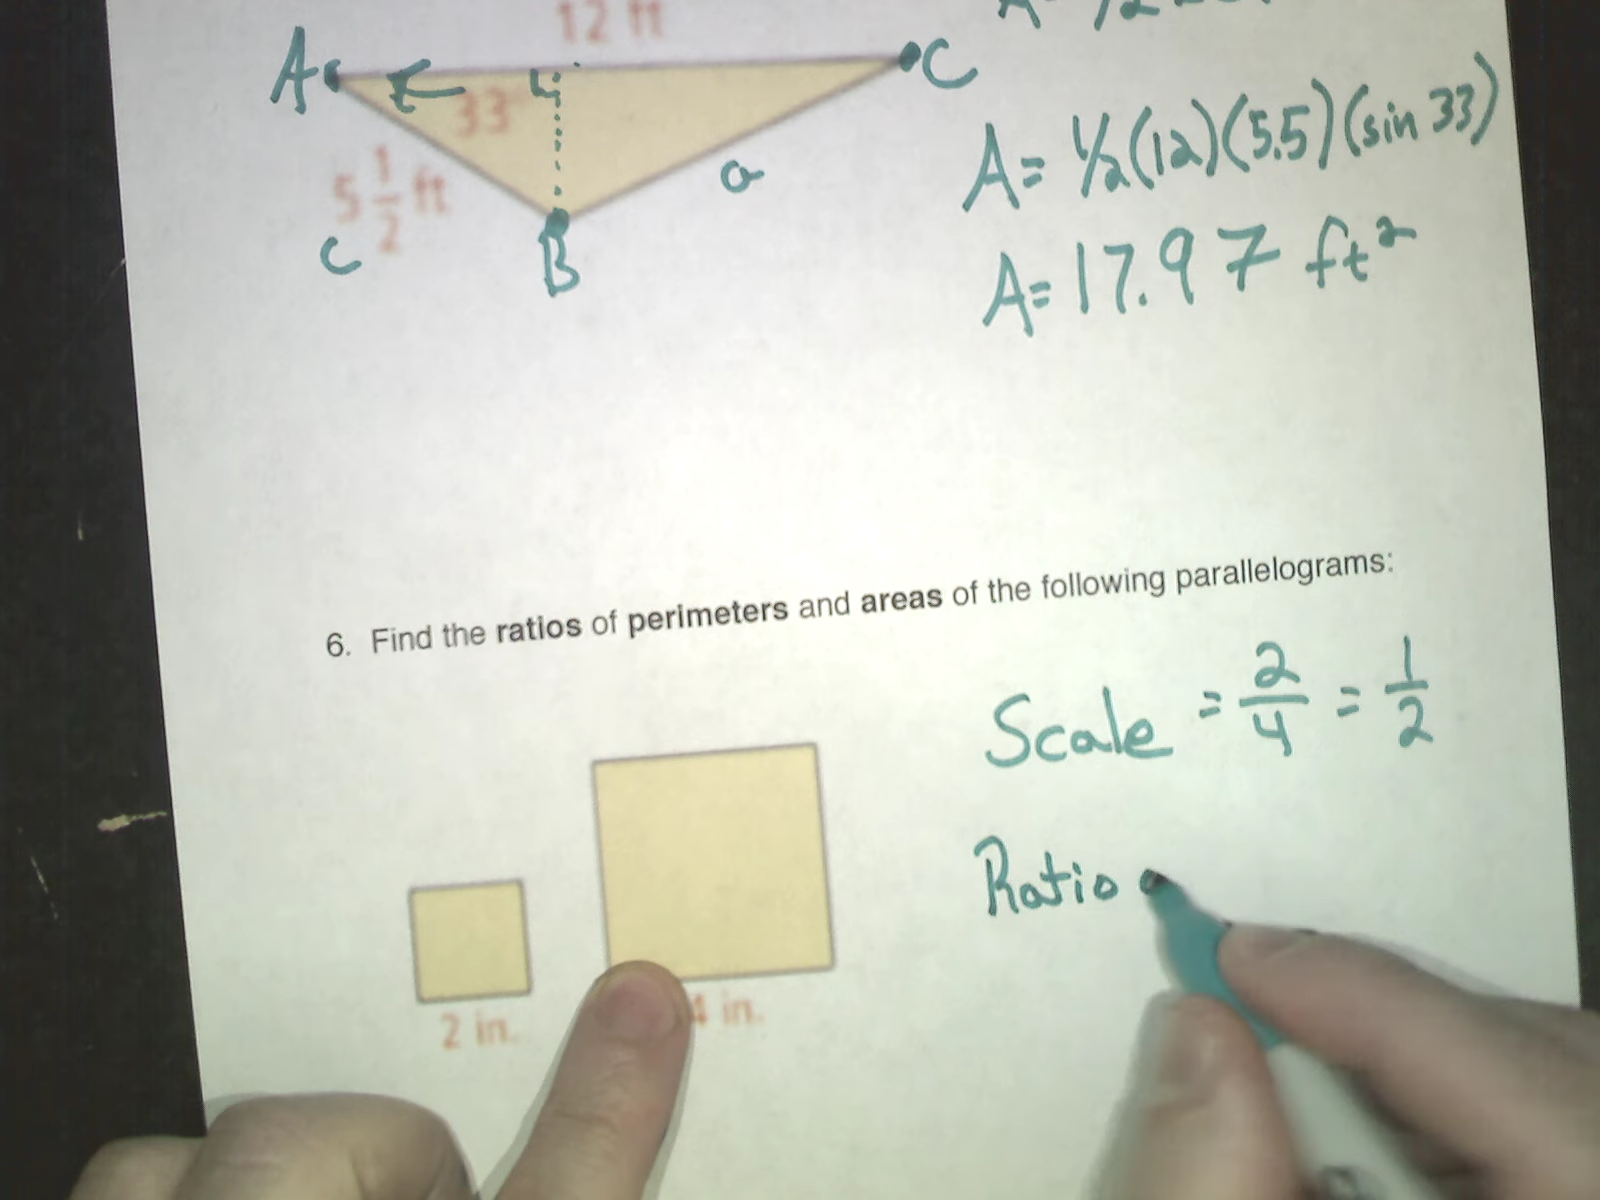 12 ft
A
C
33°
5 1/2 ft
a
c
B
A = 1/2(12)(5.5)(sin 33)
A = 17.97 ft²
6. Find the ratios of perimeters and areas of the following parallelograms:
Scale = 2/4 = 1/2
Ratio
2 in.
4 in.